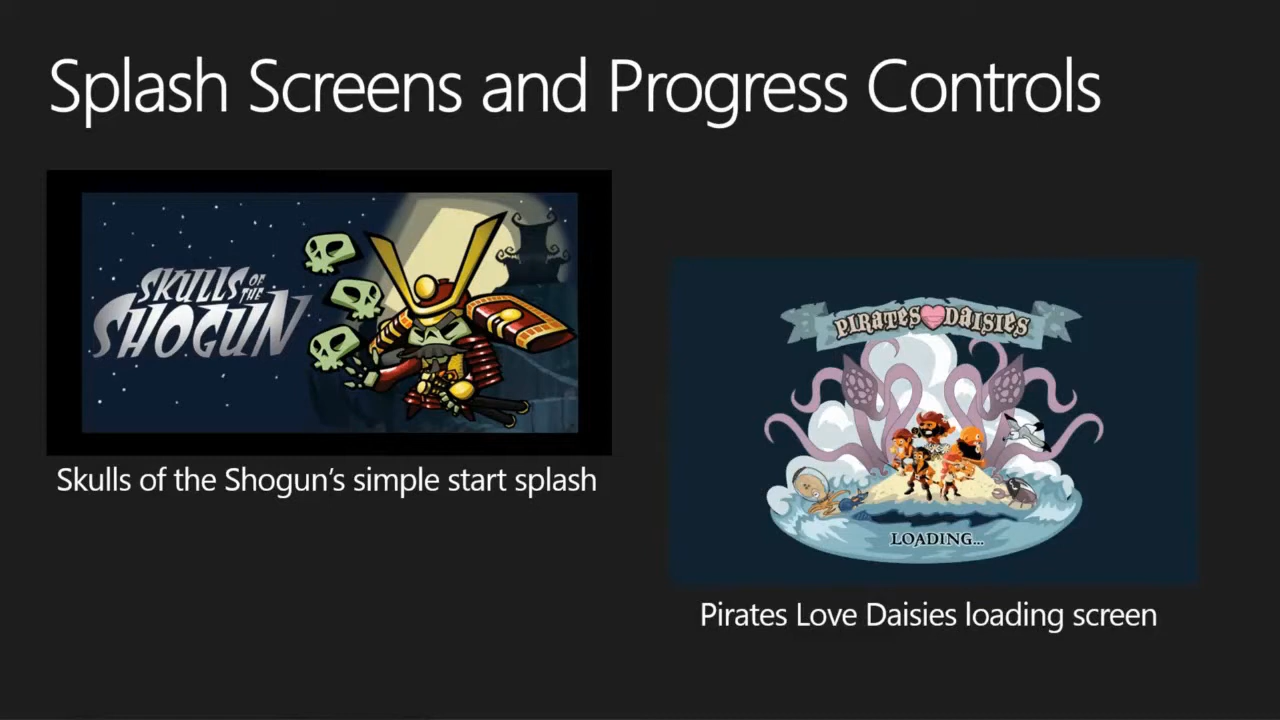 Splash Screens and Progress Controls
SKULLS OF THE
SHOGUN
Skulls of the Shogun's simple start splash
PIRATES DAISIES
LOADING...
Pirates Love Daisies loading screen